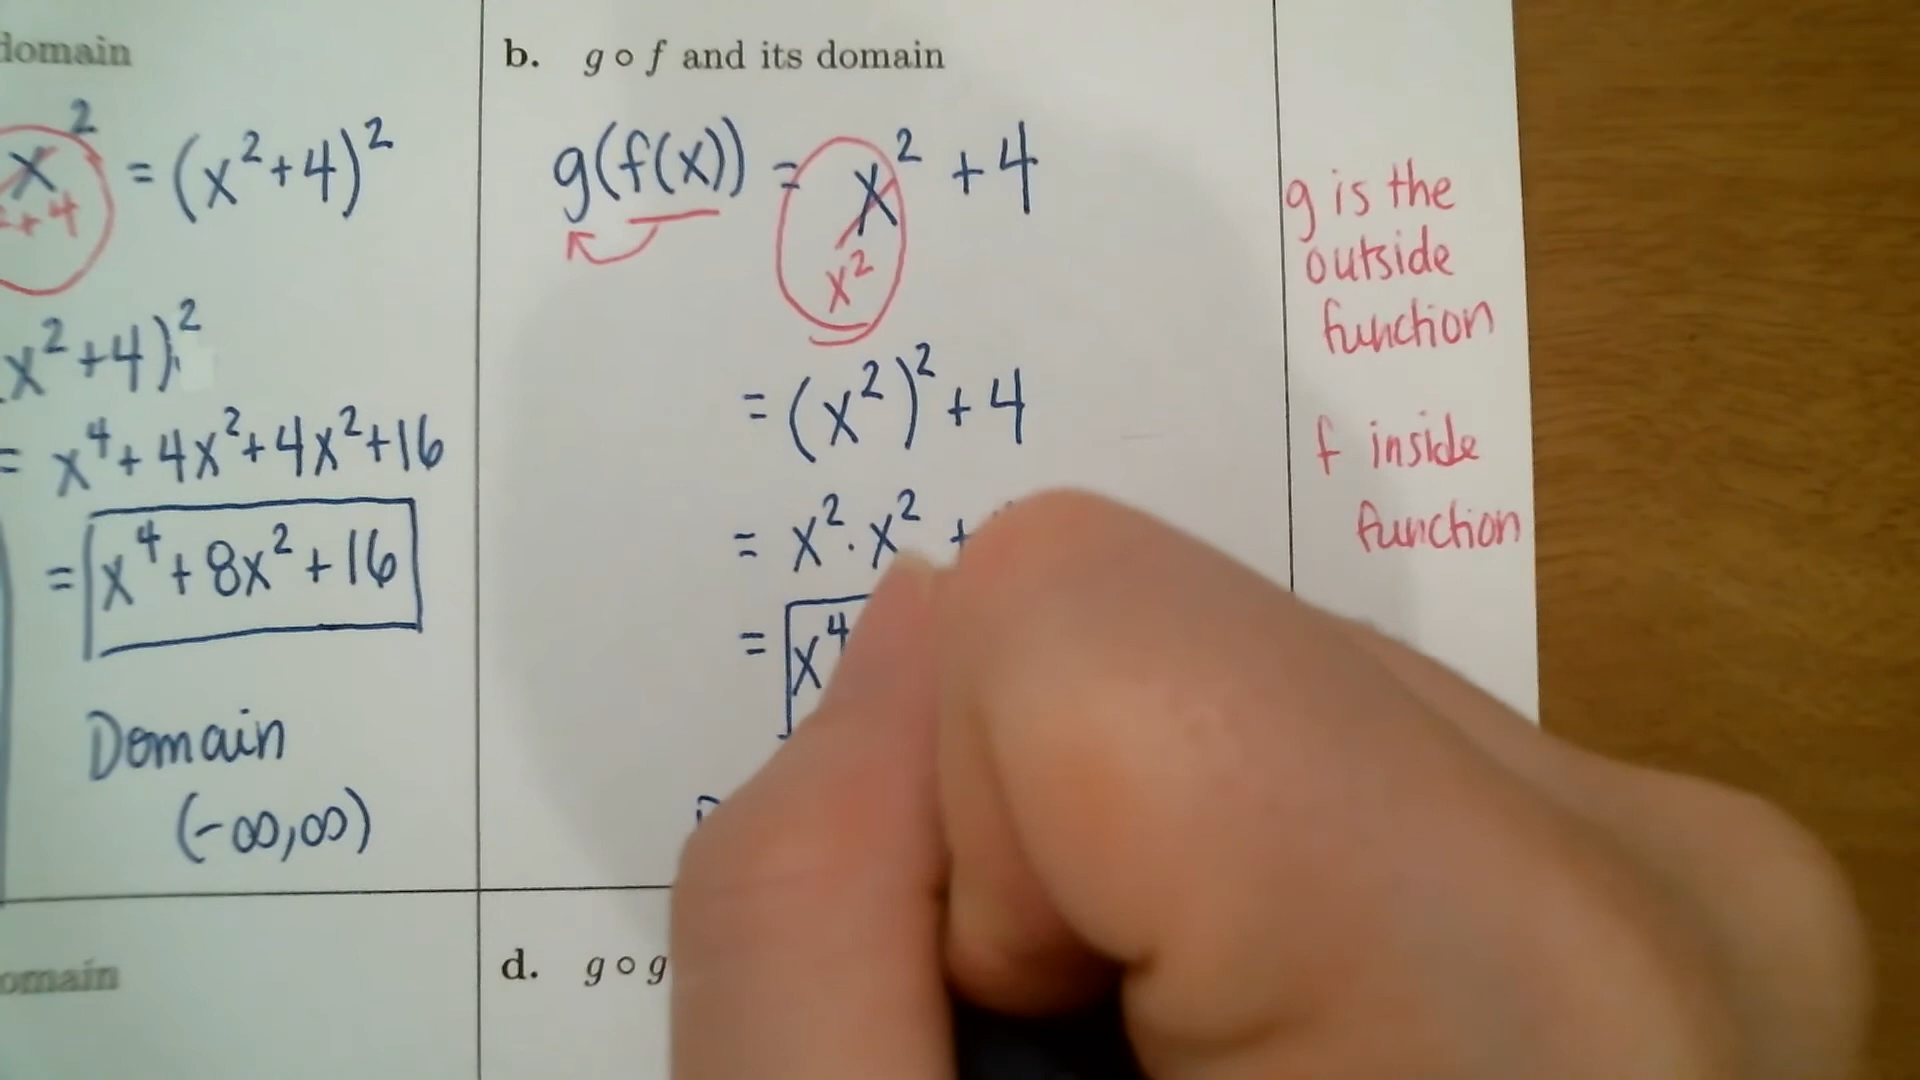 domain
x² = (x²+4)²
²+4
(x²+4)²
= x⁴+4x²+4x²+16
= x⁴+8x²+16
Domain
(-∞,∞)
omain
b. g∘f and its domain
g(f(x)) = x² + 4
x²
= (x²)²+4
= x²·x² +
= x⁴
d. g∘g
g is the
outside
function
f inside
function